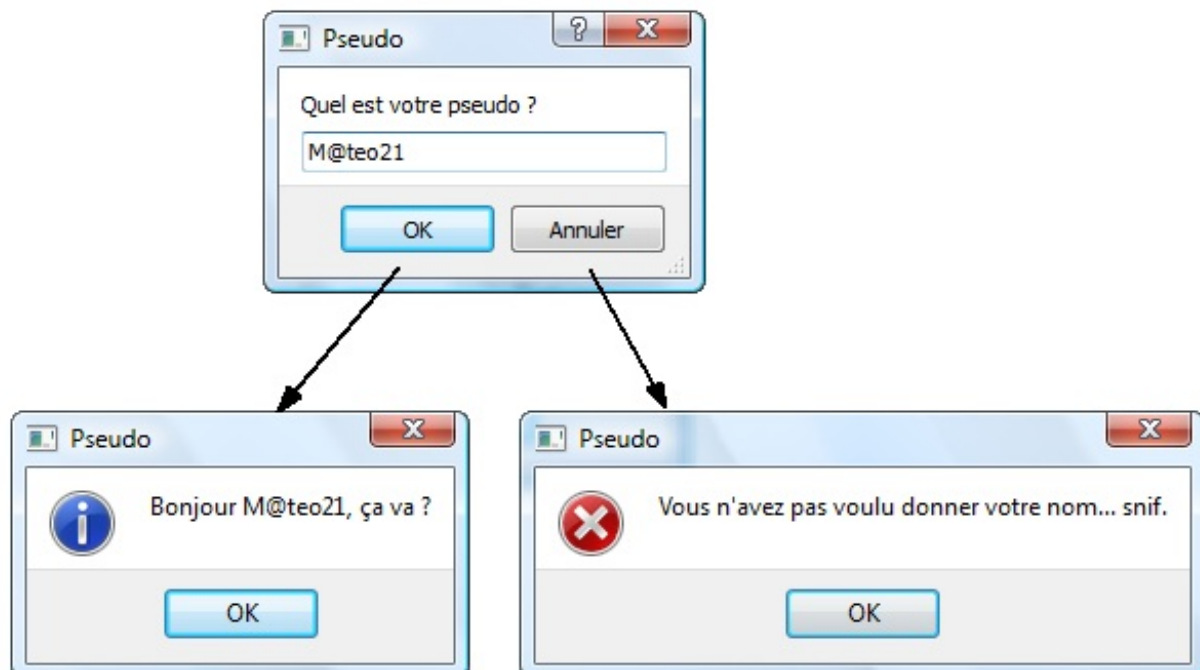 Pseudo
Quel est votre pseudo ?
M@teo21
OK
Annuler
Pseudo
Bonjour M@teo21, ça va ?
OK
Pseudo
Vous n'avez pas voulu donner votre nom... snif.
OK